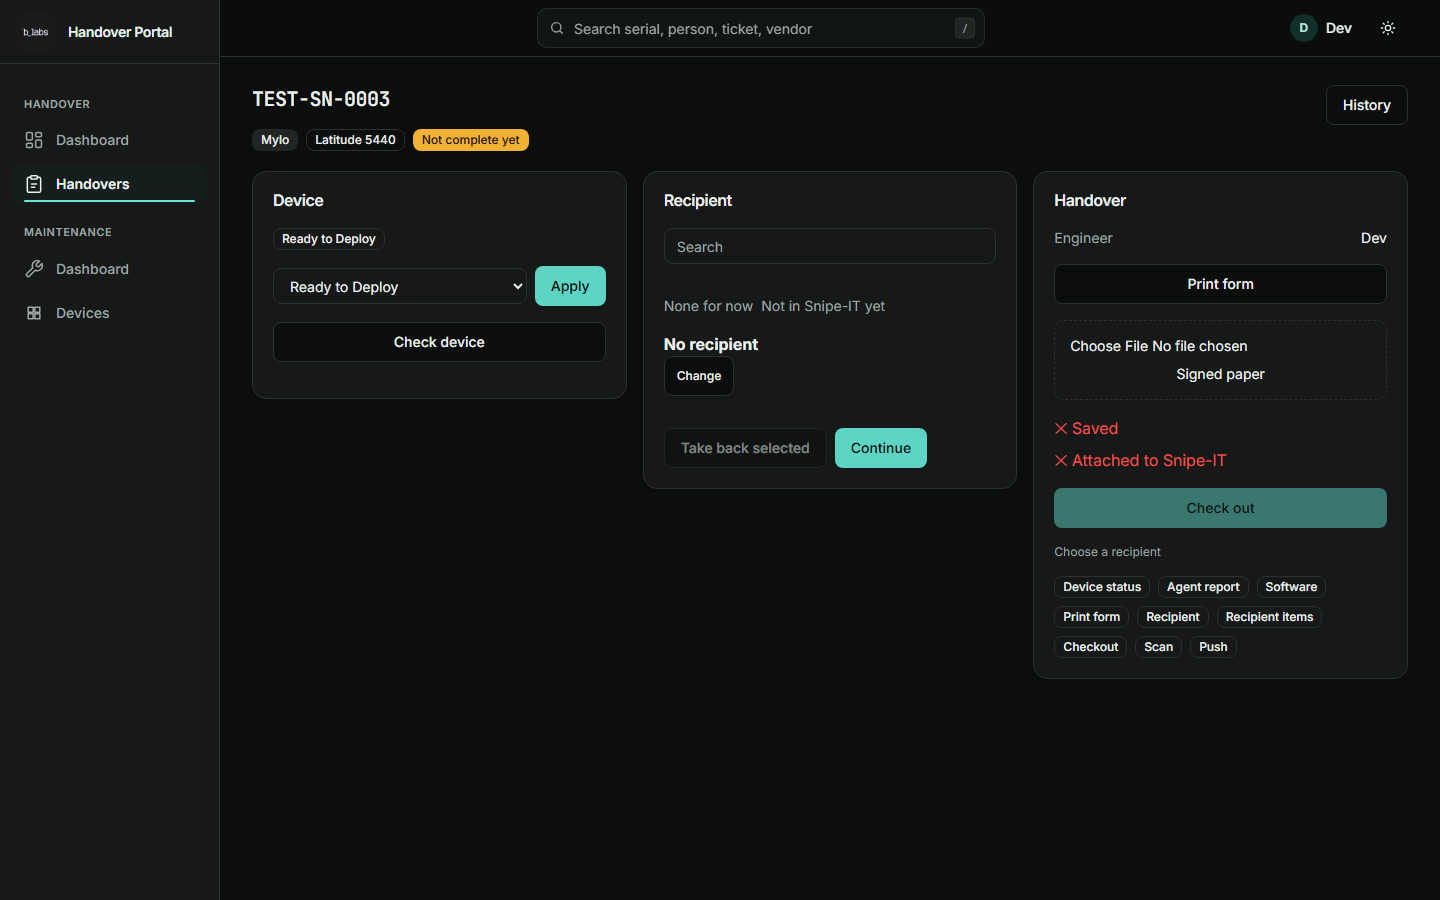 b_labs
Handover Portal
Search serial, person, ticket, vendor
/
D
Dev
HANDOVER
Dashboard
Handovers
MAINTENANCE
Dashboard
Devices
TEST-SN-0003
History
Mylo
Latitude 5440
Not complete yet
Device
Ready to Deploy
Ready to Deploy
Apply
Check device
Recipient
Search
None for now Not in Snipe-IT yet
No recipient
Change
Take back selected
Continue
Handover
Engineer
Dev
Print form
Choose File No file chosen
Signed paper
Saved
Attached to Snipe-IT
Check out
Choose a recipient
Device status
Agent report
Software
Print form
Recipient
Recipient items
Checkout
Scan
Push